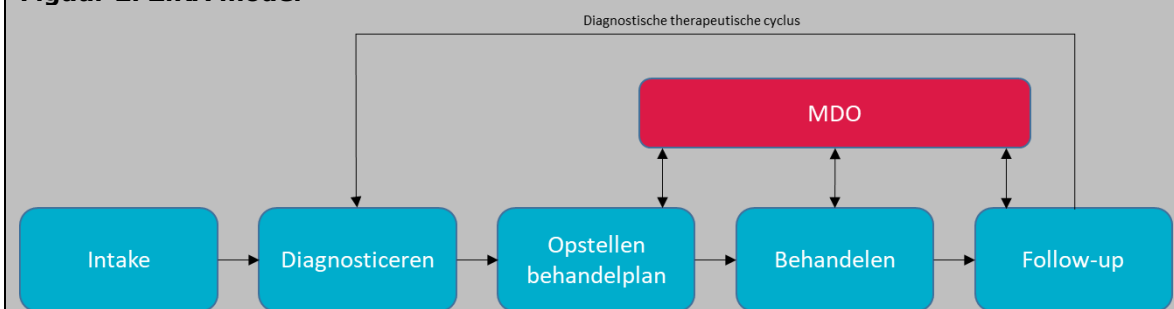 Diagnostische therapeutische cyclus
MDO
Intake
Diagnosticeren
Opstellen
behandelplan
Behandelen
Follow-up